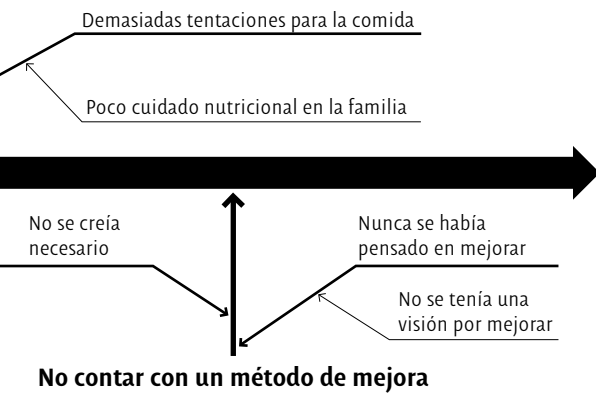 Demasiadas tentaciones para la comida
Poco cuidado nutricional en la familia
No se creía
necesario
Nunca se había
pensado en mejorar
No se tenía una
visión por mejorar
No contar con un método de mejora